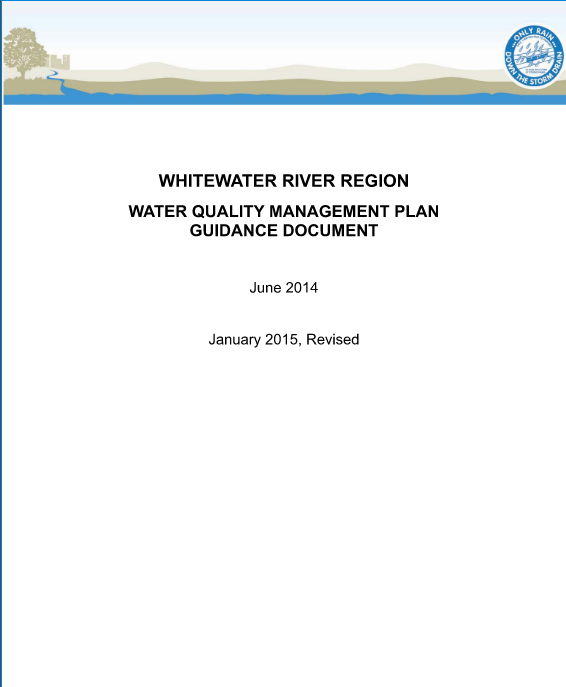 ...ONLY RAIN...
DOWN THE STORM DRAIN
WHITEWATER RIVER REGION
WATER QUALITY MANAGEMENT PLAN
GUIDANCE DOCUMENT
June 2014
January 2015, Revised